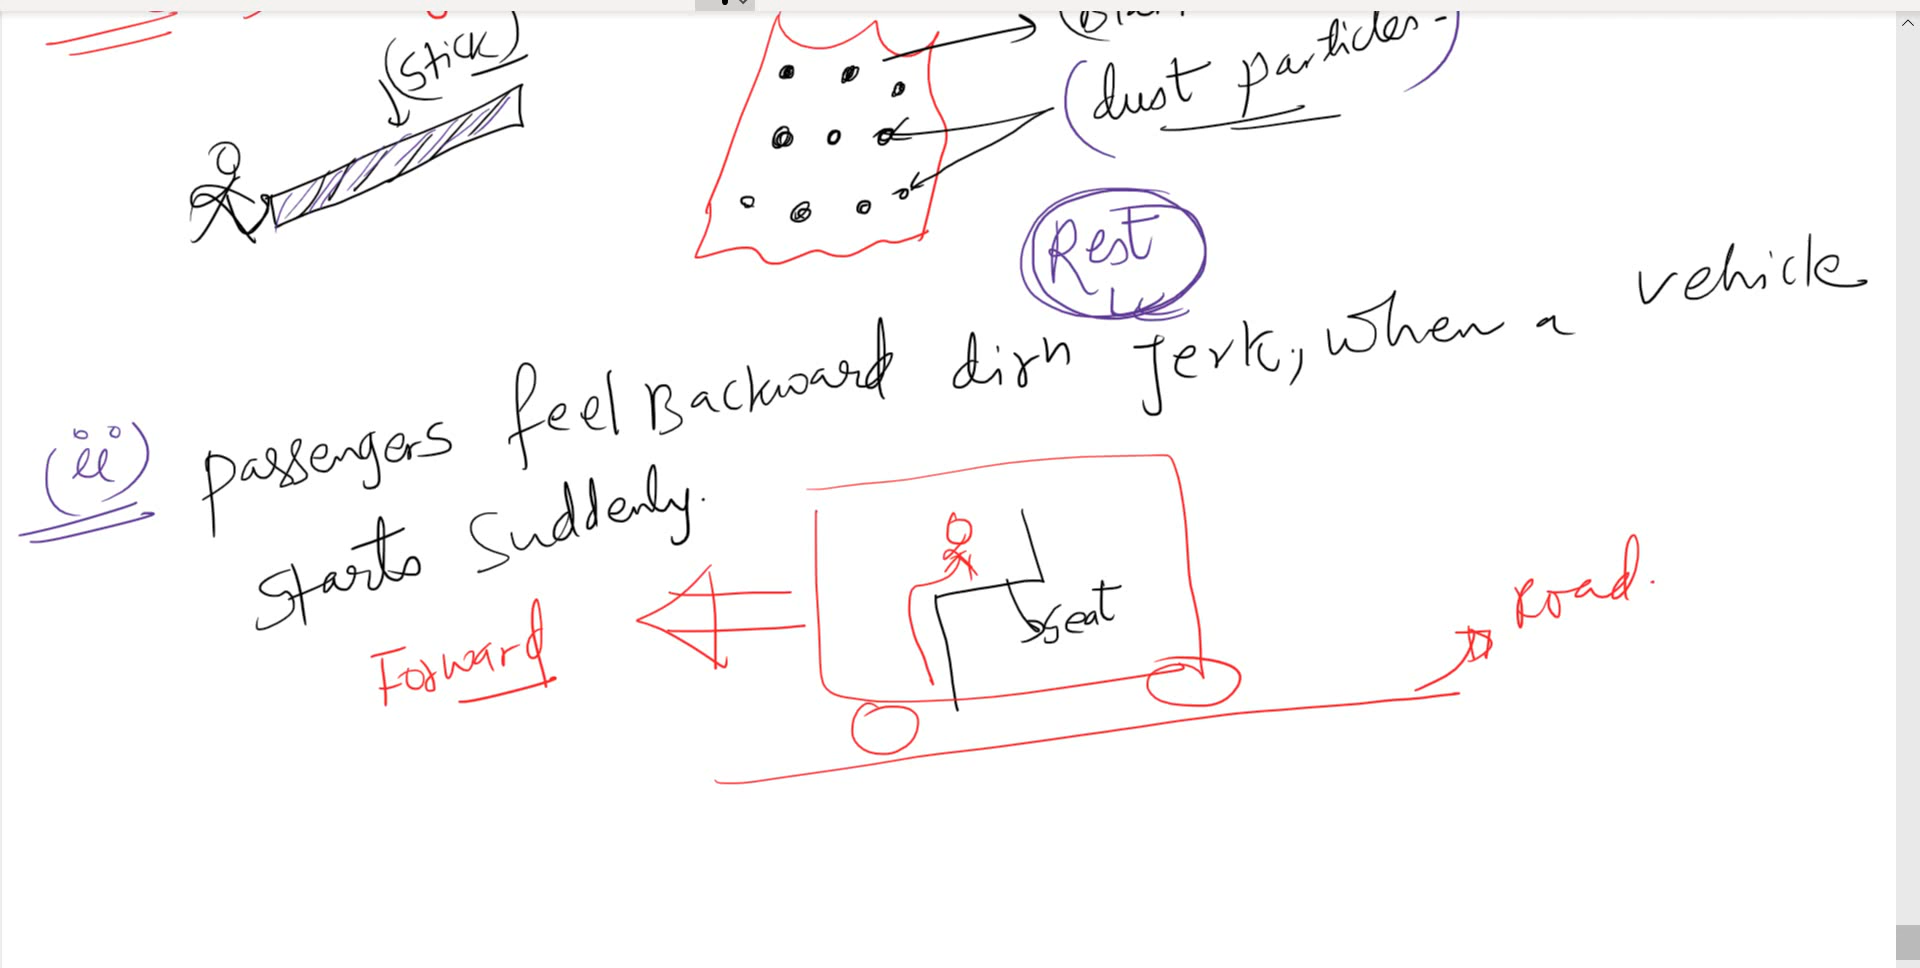 (Stick)
(dust particles-)
Rest
(ii) passengers feel Backward dirn Jerk, when a vehicle
starts suddenly.
Forward
seat
Road.